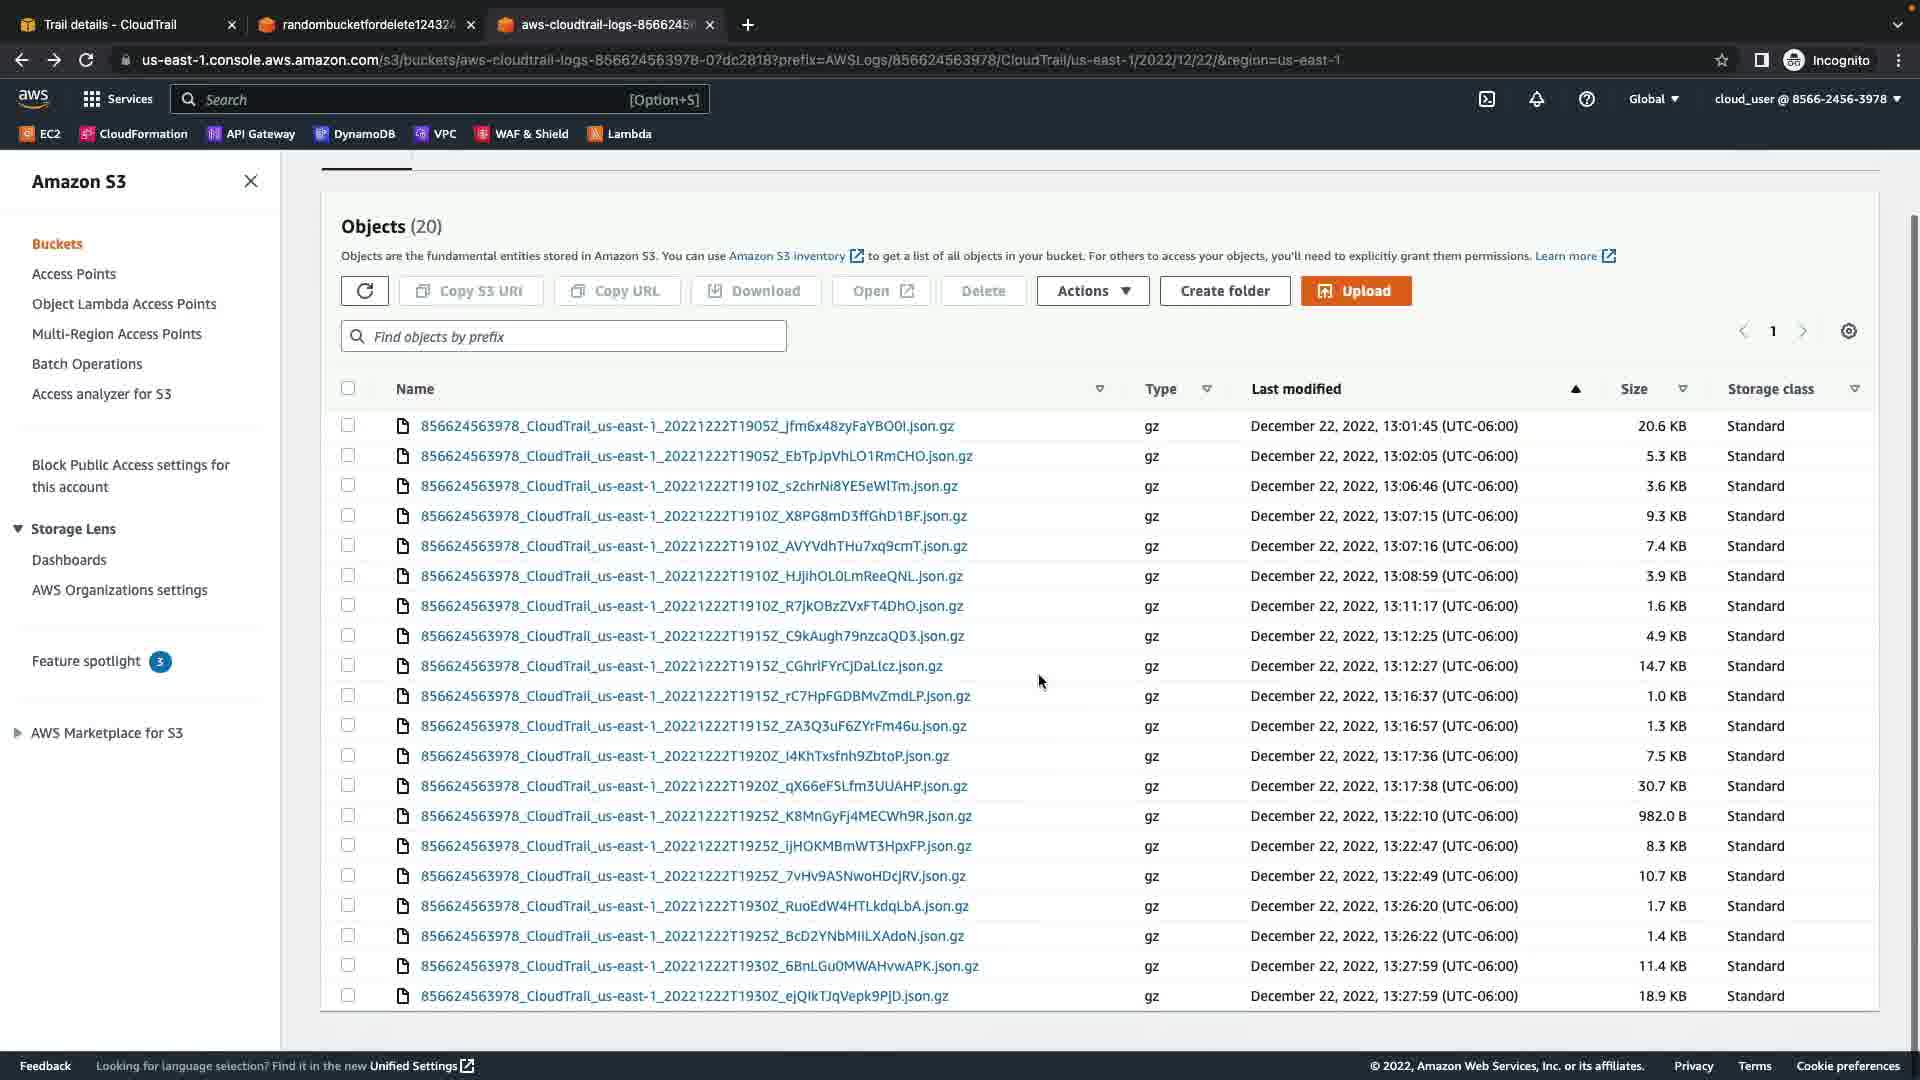 Trail details - CloudTrail
randombucketfordelete124324
aws-cloudtrail-logs-8566245
us-east-1.console.aws.amazon.com/s3/buckets/aws-cloudtrail-logs-856624563978-07dc2818?prefix=AWSLogs/856624563978/CloudTrail/us-east-1/2022/12/22/&region=us-east-1
Incognito
aws
Services
Search
[Option+S]
Global
cloud_user @ 8566-2456-3978
EC2
CloudFormation
API Gateway
DynamoDB
VPC
WAF & Shield
Lambda
Amazon S3
Buckets
Access Points
Object Lambda Access Points
Multi-Region Access Points
Batch Operations
Access analyzer for S3
Block Public Access settings for
this account
Storage Lens
Dashboards
AWS Organizations settings
Feature spotlight 3
AWS Marketplace for S3
Objects (20)
Objects are the fundamental entities stored in Amazon S3. You can use Amazon S3 inventory to get a list of all objects in your bucket. For others to access your objects, you'll need to explicitly grant them permissions. Learn more
Copy S3 URI
Copy URL
Download
Open
Delete
Actions
Create folder
Upload
Find objects by prefix
1
Name Type Last modified Size Storage class
856624563978_CloudTrail_us-east-1_20221222T1905Z_Jfm6x48zyFaYBO0I.json.gz gz December 22, 2022, 13:01:45 (UTC-06:00) 20.6 KB Standard
856624563978_CloudTrail_us-east-1_20221222T1905Z_EbTpJpVhLO1RmCHO.json.gz gz December 22, 2022, 13:02:05 (UTC-06:00) 5.3 KB Standard
856624563978_CloudTrail_us-east-1_20221222T1910Z_s2chrNi8YE5eWlTm.json.gz gz December 22, 2022, 13:06:46 (UTC-06:00) 3.6 KB Standard
856624563978_CloudTrail_us-east-1_20221222T1910Z_X8PG8mD3ffGhD1BF.json.gz gz December 22, 2022, 13:07:15 (UTC-06:00) 9.3 KB Standard
856624563978_CloudTrail_us-east-1_20221222T1910Z_AVYVdhTHu7xq9cmT.json.gz gz December 22, 2022, 13:07:16 (UTC-06:00) 7.4 KB Standard
856624563978_CloudTrail_us-east-1_20221222T1910Z_HJjihOL0LmReeQNL.json.gz gz December 22, 2022, 13:08:59 (UTC-06:00) 3.9 KB Standard
856624563978_CloudTrail_us-east-1_20221222T1910Z_R7jkOBzZVxFT4DhO.json.gz gz December 22, 2022, 13:11:17 (UTC-06:00) 1.6 KB Standard
856624563978_CloudTrail_us-east-1_20221222T1915Z_C9kAugh79nzcaQD3.json.gz gz December 22, 2022, 13:12:25 (UTC-06:00) 4.9 KB Standard
856624563978_CloudTrail_us-east-1_20221222T1915Z_CGhrlFYrCjDaLlcz.json.gz gz December 22, 2022, 13:12:27 (UTC-06:00) 14.7 KB Standard
856624563978_CloudTrail_us-east-1_20221222T1915Z_rC7HpFGDBMvZmdLP.json.gz gz December 22, 2022, 13:16:37 (UTC-06:00) 1.0 KB Standard
856624563978_CloudTrail_us-east-1_20221222T1915Z_ZA3Q3uF6ZYrFm46u.json.gz gz December 22, 2022, 13:16:57 (UTC-06:00) 1.3 KB Standard
856624563978_CloudTrail_us-east-1_20221222T1920Z_I4KhTxsfnh9ZbtoP.json.gz gz December 22, 2022, 13:17:36 (UTC-06:00) 7.5 KB Standard
856624563978_CloudTrail_us-east-1_20221222T1920Z_qX66eFSLfm3UUAHP.json.gz gz December 22, 2022, 13:17:38 (UTC-06:00) 30.7 KB Standard
856624563978_CloudTrail_us-east-1_20221222T1925Z_K8MnGyFj4MECWh9R.json.gz gz December 22, 2022, 13:22:10 (UTC-06:00) 982.0 B Standard
856624563978_CloudTrail_us-east-1_20221222T1925Z_ijHOKMBmWT3HpxFP.json.gz gz December 22, 2022, 13:22:47 (UTC-06:00) 8.3 KB Standard
856624563978_CloudTrail_us-east-1_20221222T1925Z_7vHv9ASNwoHDcJRV.json.gz gz December 22, 2022, 13:22:49 (UTC-06:00) 10.7 KB Standard
856624563978_CloudTrail_us-east-1_20221222T1930Z_RuoEdW4HTLkdqLbA.json.gz gz December 22, 2022, 13:26:20 (UTC-06:00) 1.7 KB Standard
856624563978_CloudTrail_us-east-1_20221222T1925Z_BcD2YNbMIILXAdoN.json.gz gz December 22, 2022, 13:26:22 (UTC-06:00) 1.4 KB Standard
856624563978_CloudTrail_us-east-1_20221222T1930Z_6BnLGu0MWAHvwAPK.json.gz gz December 22, 2022, 13:27:59 (UTC-06:00) 11.4 KB Standard
856624563978_CloudTrail_us-east-1_20221222T1930Z_ejQIkTJqVepk9PjD.json.gz gz December 22, 2022, 13:27:59 (UTC-06:00) 18.9 KB Standard
Feedback
Looking for language selection? Find it in the new Unified Settings
© 2022, Amazon Web Services, Inc. or its affiliates.
Privacy
Terms
Cookie preferences